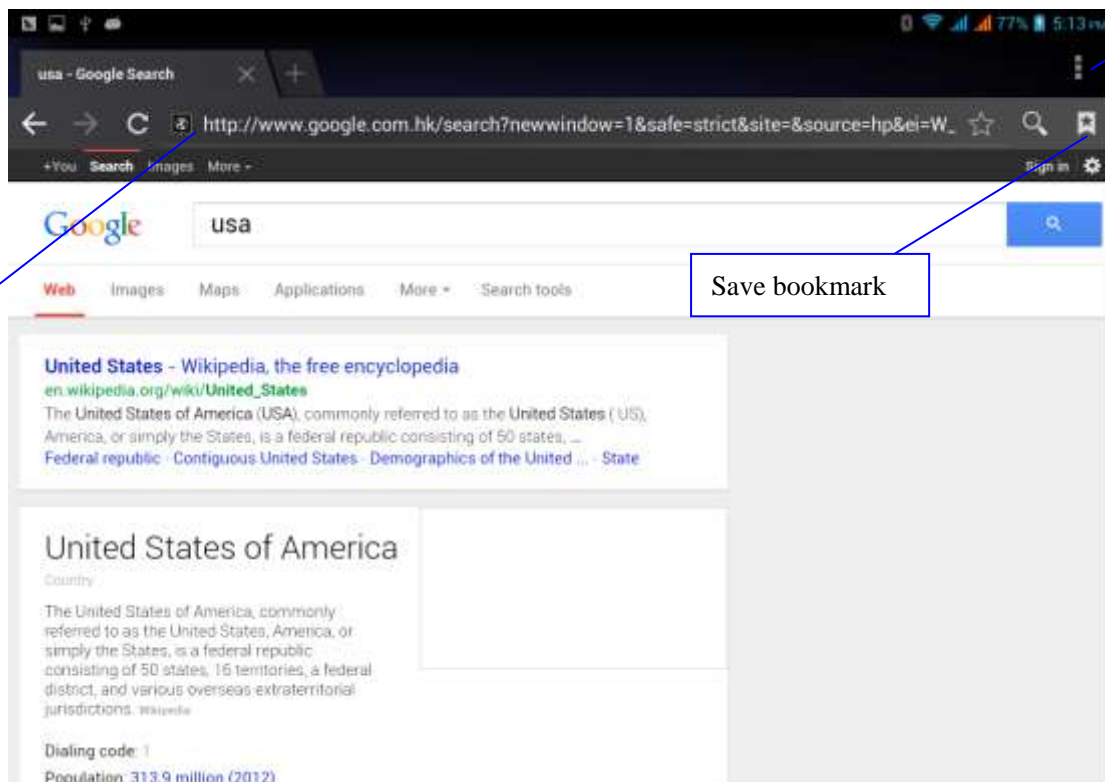 77% 5:13 PM
usa - Google Search
http://www.google.com.hk/search?newwindow=1&safe=strict&site=&source=hp&ei=W_
+You Search Images More
Sign in
Google usa
Web Images Maps Applications More Search tools
Save bookmark
United States - Wikipedia, the free encyclopedia
en.wikipedia.org/wiki/United_States
The United States of America (USA), commonly referred to as the United States ( US),
America, or simply the States, is a federal republic consisting of 50 states, ...
Federal republic - Contiguous United States - Demographics of the United ... - State
United States of America
Country
The United States of America, commonly
referred to as the United States, America, or
simply the States, is a federal republic
consisting of 50 states, 16 territories, a federal
district, and various overseas extraterritorial
jurisdictions. Wikipedia
Dialing code: 1
Population: 313.9 million (2012)